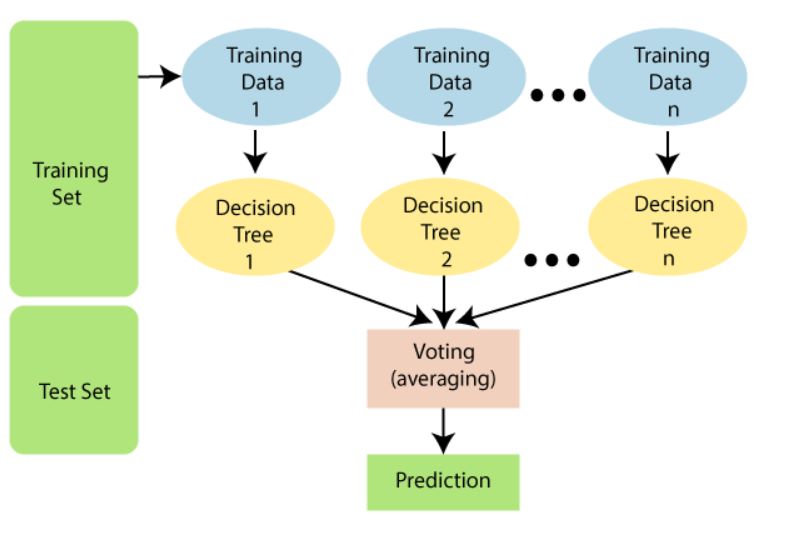 Training
Set
Training
Data
1
Training
Data
2
Training
Data
n
Decision
Tree
1
Decision
Tree
2
Decision
Tree
n
Test Set
Voting
(averaging)
Prediction